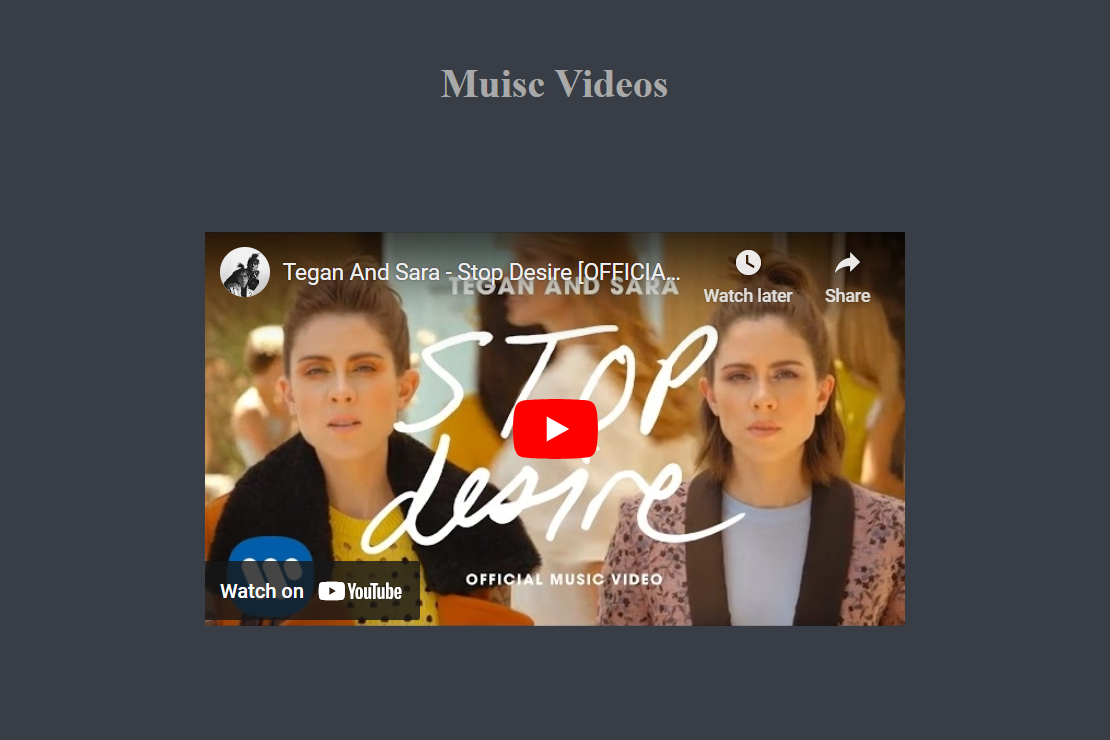 Muisc Videos
Tegan And Sara - Stop Desire [OFFICIA...
TEGAN AND SARA
Watch later
Share
STOP
desire
OFFICIAL MUSIC VIDEO
Watch on YouTube